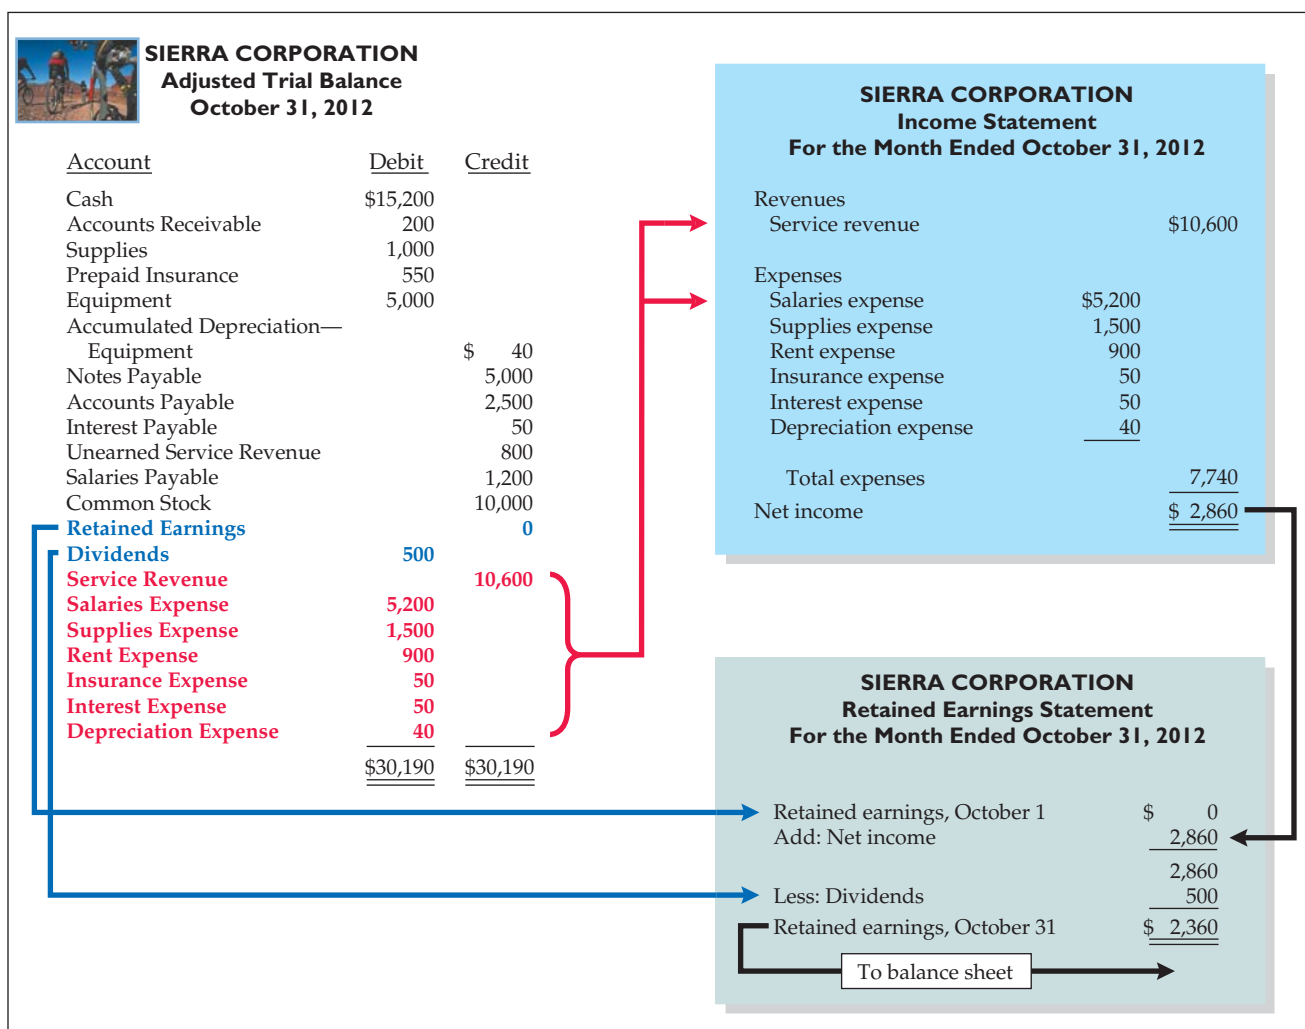 SIERRA CORPORATION
Adjusted Trial Balance
October 31, 2012
Account Debit Credit
Cash $15,200
Accounts Receivable 200
Supplies 1,000
Prepaid Insurance 550
Equipment 5,000
Accumulated Depreciation—
Equipment $ 40
Notes Payable 5,000
Accounts Payable 2,500
Interest Payable 50
Unearned Service Revenue 800
Salaries Payable 1,200
Common Stock 10,000
Retained Earnings 0
Dividends 500
Service Revenue 10,600
Salaries Expense 5,200
Supplies Expense 1,500
Rent Expense 900
Insurance Expense 50
Interest Expense 50
Depreciation Expense 40
$30,190 $30,190
SIERRA CORPORATION
Income Statement
For the Month Ended October 31, 2012
Revenues
Service revenue $10,600
Expenses
Salaries expense $5,200
Supplies expense 1,500
Rent expense 900
Insurance expense 50
Interest expense 50
Depreciation expense 40
Total expenses 7,740
Net income $ 2,860
SIERRA CORPORATION
Retained Earnings Statement
For the Month Ended October 31, 2012
Retained earnings, October 1 $ 0
Add: Net income 2,860
2,860
Less: Dividends 500
Retained earnings, October 31 $ 2,360
To balance sheet